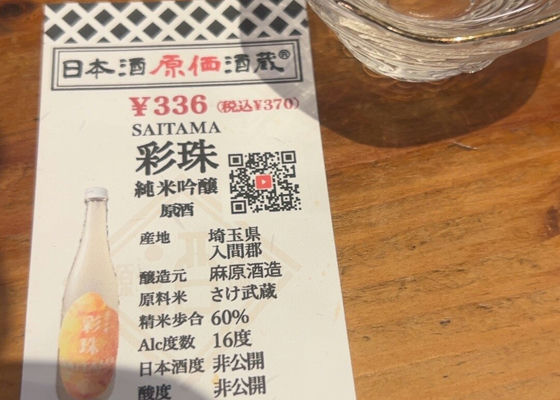 日本酒原価酒蔵®
¥336（税込¥370）
SAITAMA
彩珠
純米吟醸
原酒
産地 埼玉県
入間郡
醸造元 麻原酒造
原料米 さけ武蔵
精米歩合 60%
Alc度数 16度
日本酒度 非公開
酸度 非公開
彩珠